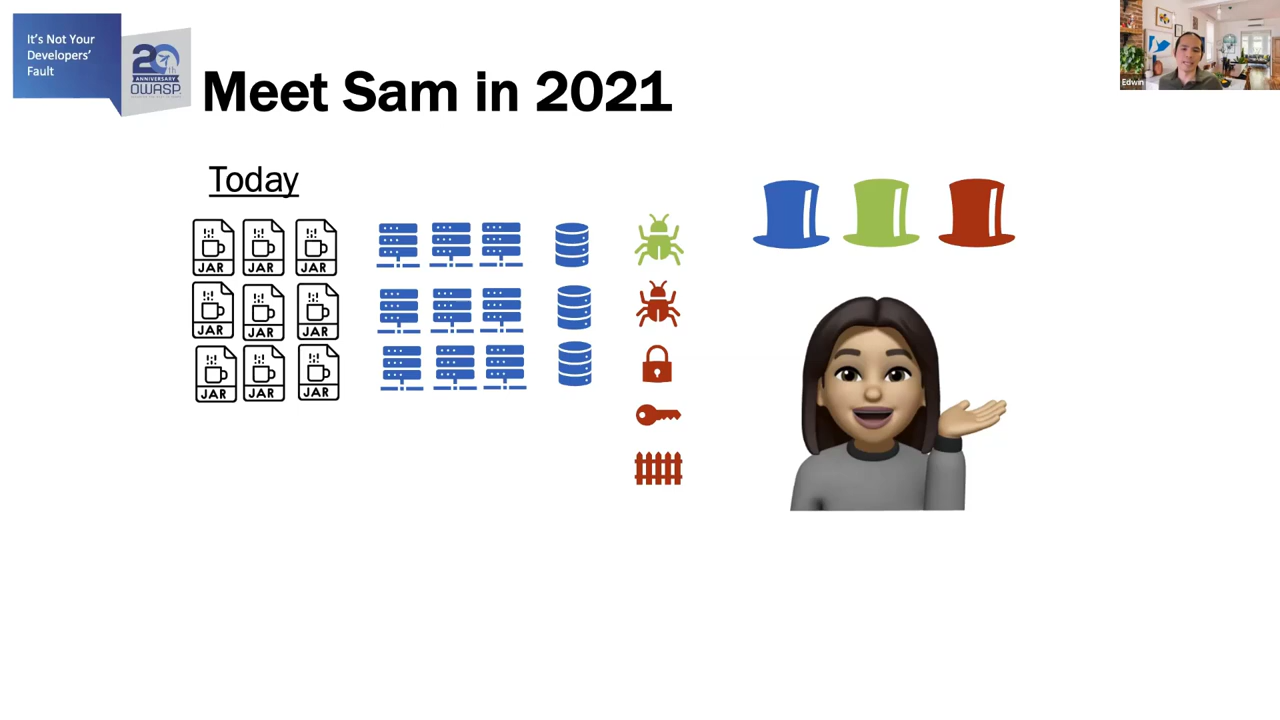 It's Not Your
Developers'
Fault
20th
ANNIVERSARY
OWASP
Meet Sam in 2021
Edwin
Today
JAR JAR JAR
JAR JAR JAR
JAR JAR JAR